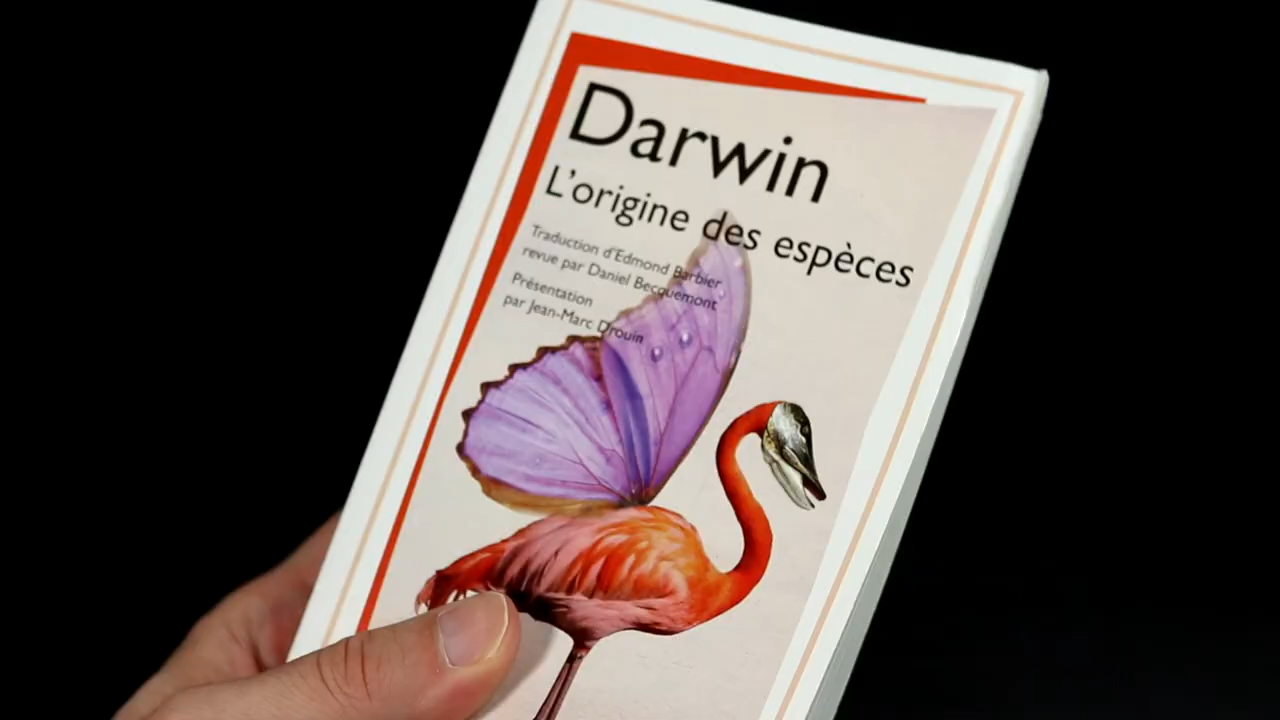 Darwin
L'origine des espèces
Traduction d'Edmond Barbier
revue par Daniel Becquemont
Présentation
par Jean-Marc Drouin